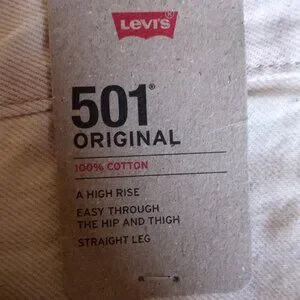 LEVI'S®
501®
ORIGINAL
100% COTTON
A HIGH RISE
EASY THROUGH
THE HIP AND THIGH
STRAIGHT LEG